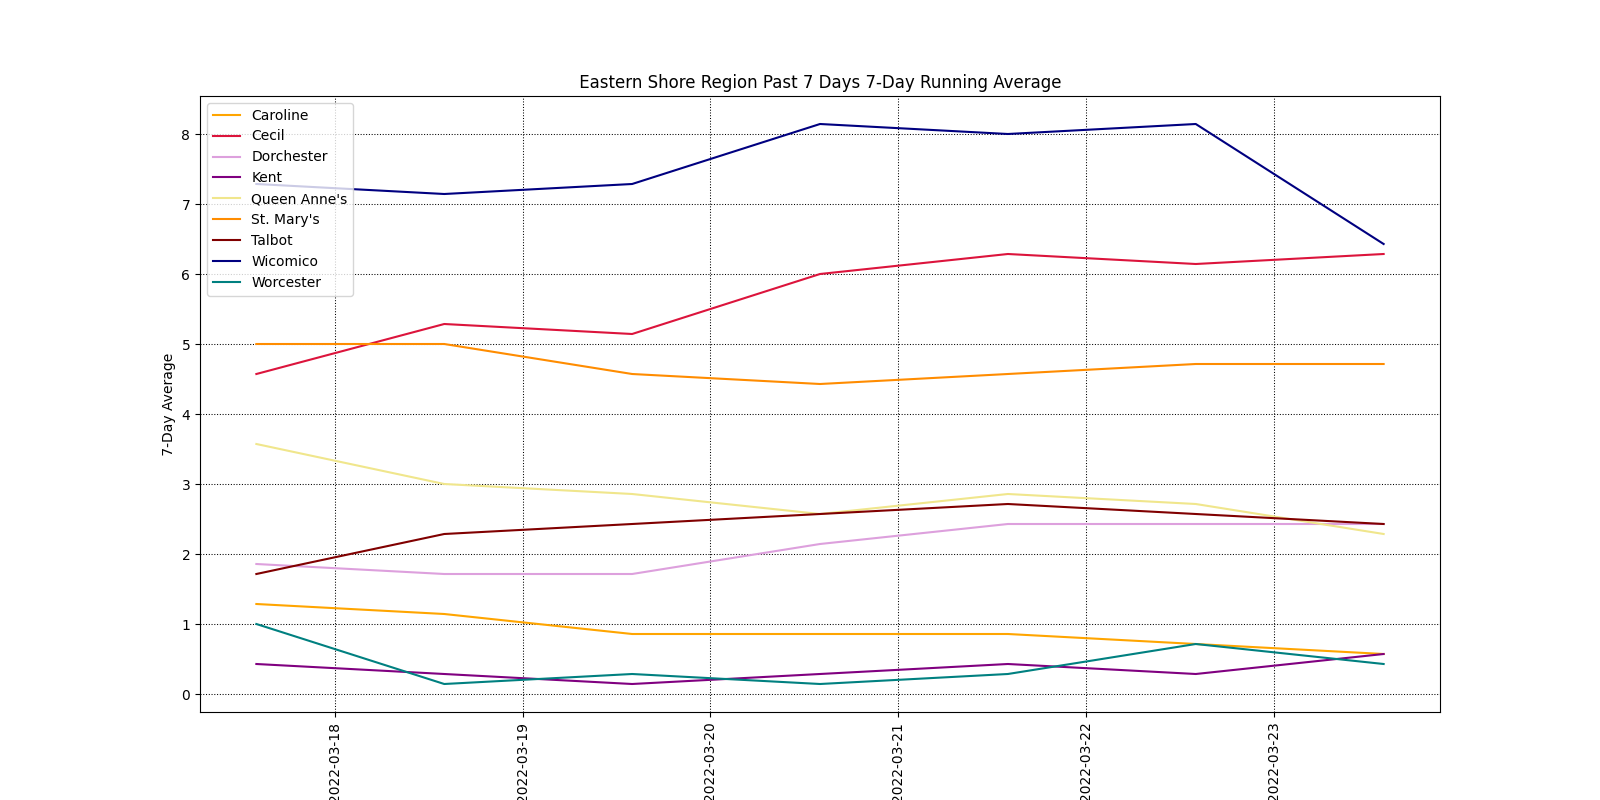 Eastern Shore Region Past 7 Days 7-Day Running Average
Caroline
Cecil
Dorchester
Kent
Queen Anne's
St. Mary's
Talbot
Wicomico
Worcester
7-Day Average
8
7
6
5
4
3
2
1
0
2022-03-18
2022-03-19
2022-03-20
2022-03-21
2022-03-22
2022-03-23